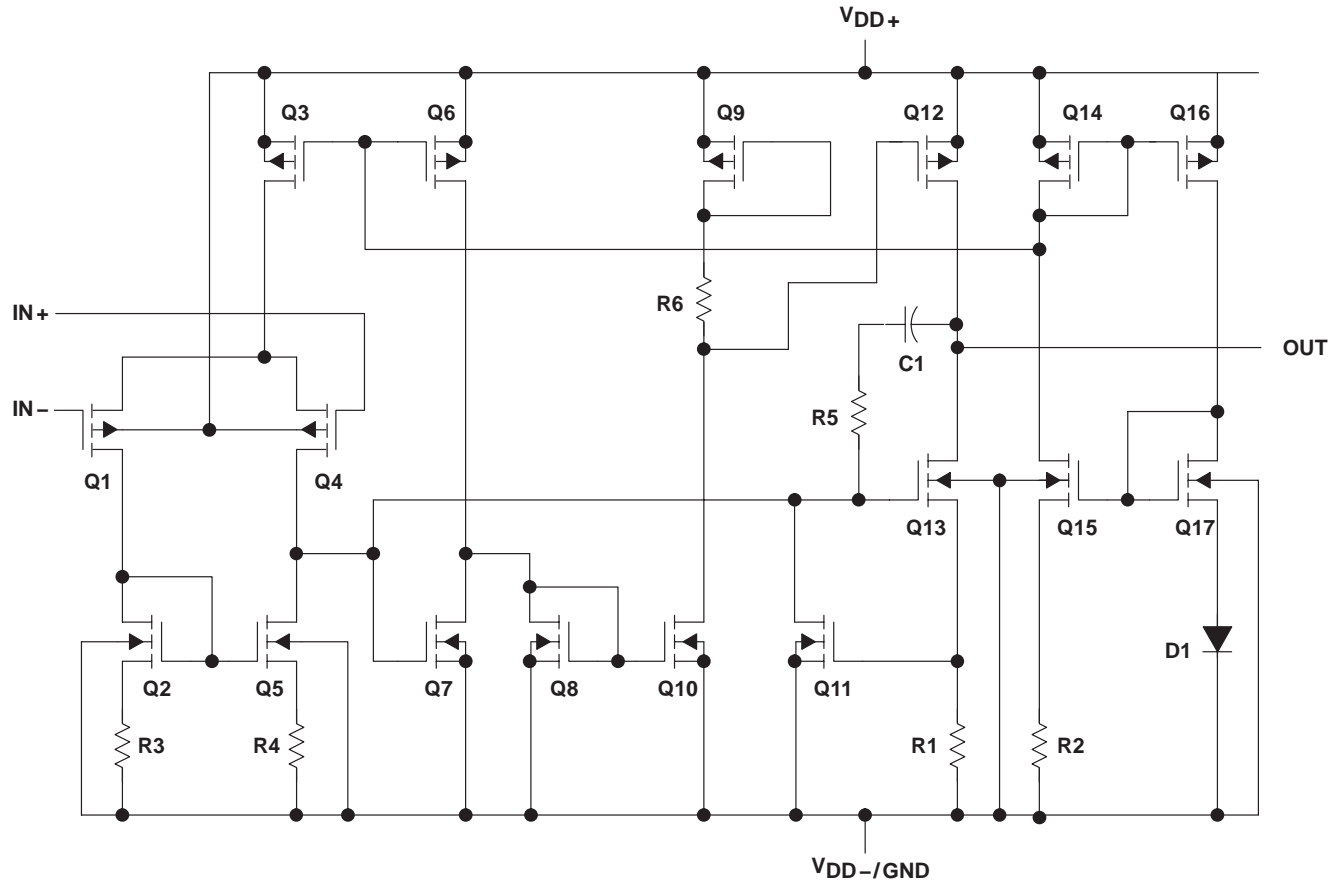 VDD+
Q3
Q6
Q9
Q12
Q14
Q16
R6
IN+
C1
OUT
IN−
R5
Q1
Q4
Q13
Q15
Q17
D1
Q2
Q5
Q7
Q8
Q10
Q11
R3
R4
R1
R2
VDD−/GND